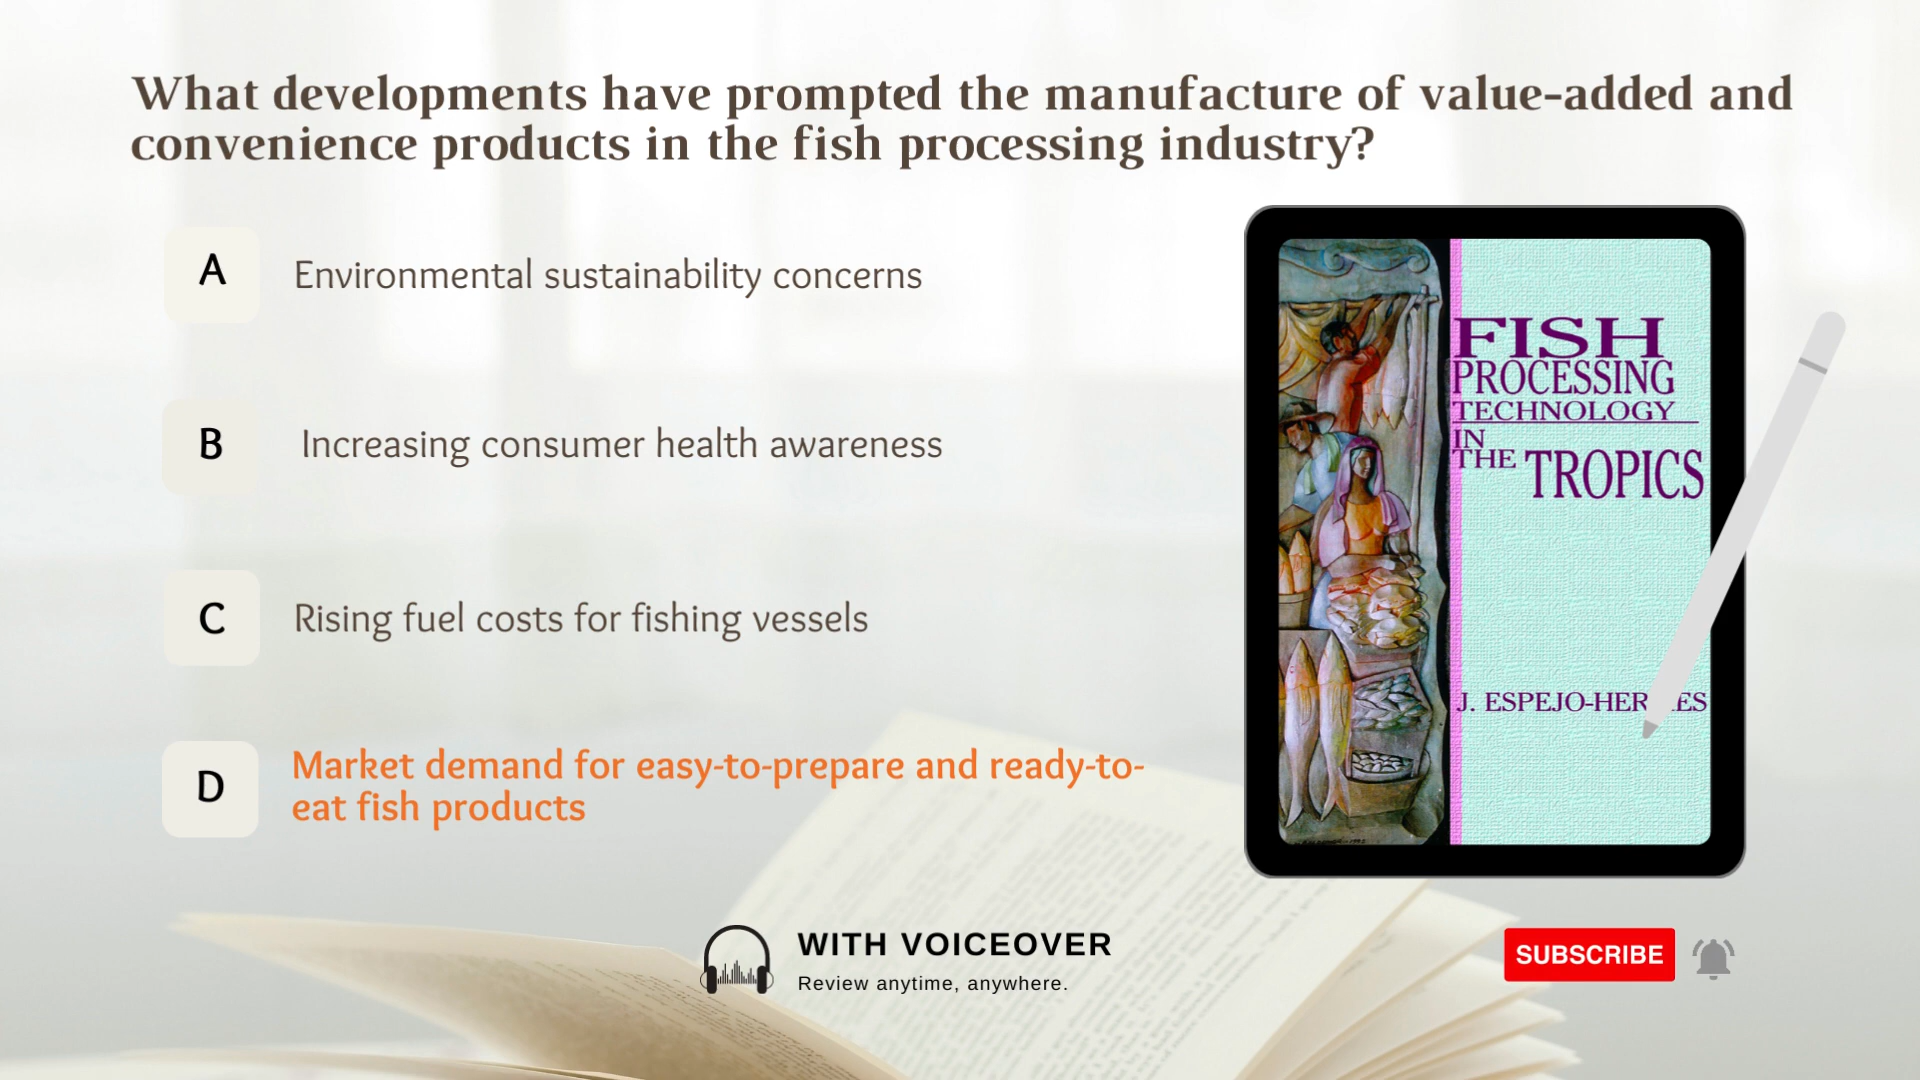 What developments have prompted the manufacture of value-added and
convenience products in the fish processing industry?
A
Environmental sustainability concerns
B
Increasing consumer health awareness
C
Rising fuel costs for fishing vessels
D
Market demand for easy-to-prepare and ready-to-
eat fish products
FISH
PROCESSING
TECHNOLOGY
IN
THE TROPICS
J. ESPEJO-
WITH VOICEOVER
Review anytime, anywhere.
SUBSCRIBE